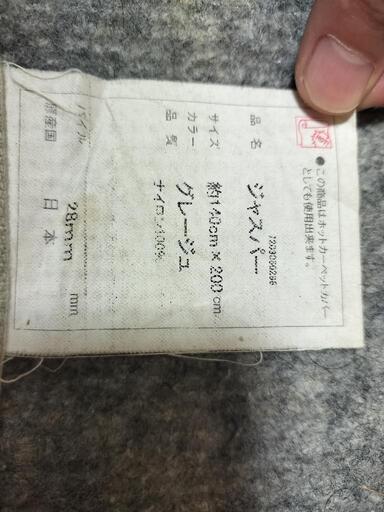 ●この商品はホットカーペットカバー
としても使用出来ます。
1203066296
品名 ジャスパー
サイズ 約140cm×200cm
カラー グレージュ
品質 ナイロン100%
パイル 28mm min
原産国 日本